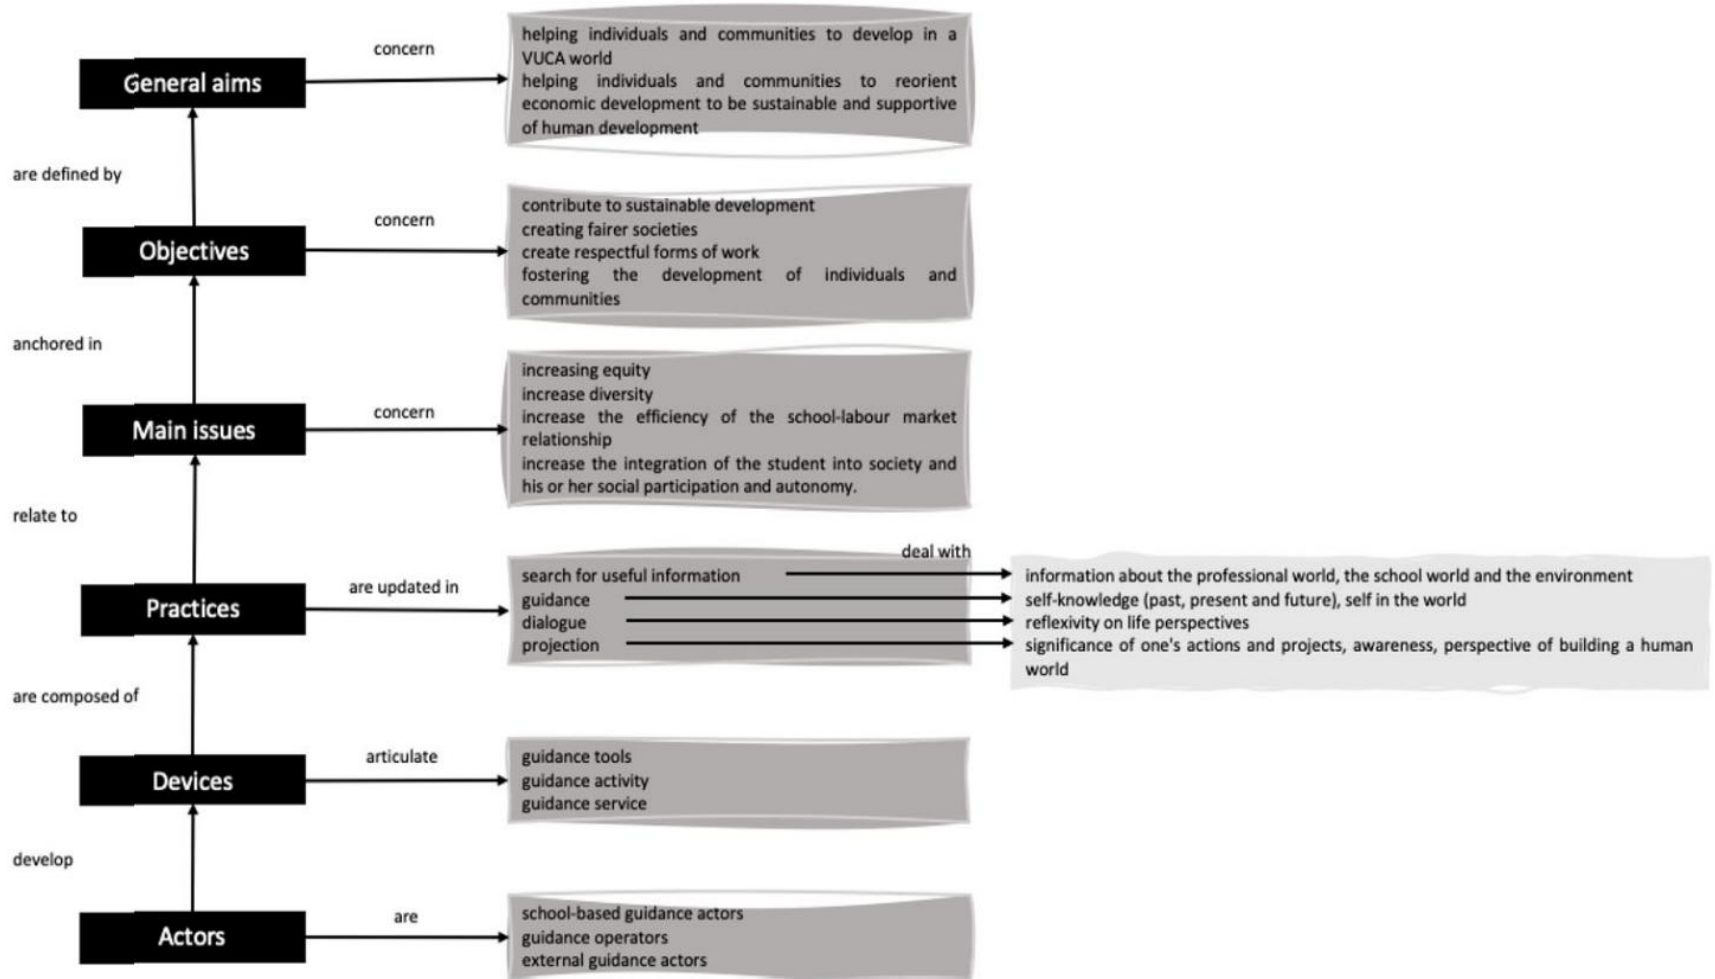 concern
helping individuals and communities to develop in a
VUCA world
helping individuals and communities to reorient
economic development to be sustainable and supportive
of human development
General aims
are defined by
concern
contribute to sustainable development
creating fairer societies
create respectful forms of work
fostering the development of individuals and
communities
Objectives
anchored in
concern
increasing equity
increase diversity
increase the efficiency of the school-labour market
relationship
increase the integration of the student into society and
his or her social participation and autonomy.
Main issues
relate to
are updated in
deal with
search for useful information
guidance
dialogue
projection
information about the professional world, the school world and the environment
self-knowledge (past, present and future), self in the world
reflexivity on life perspectives
significance of one's actions and projects, awareness, perspective of building a human
world
Practices
are composed of
articulate
guidance tools
guidance activity
guidance service
Devices
develop
are
school-based guidance actors
guidance operators
external guidance actors
Actors